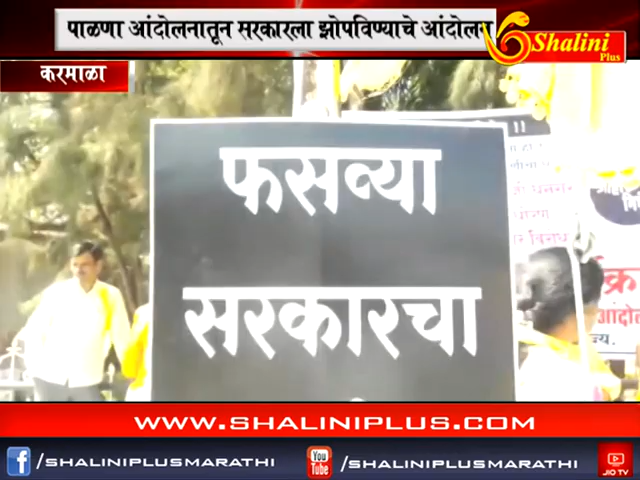 पाळणा आंदोलनातून सरकारला झोपविण्याचे आंदोलन
Shalini
Plus
करमाळा
फसव्या
सरकारचा
क्र
आंदोल
ज्य.
WWW.SHALINIPLUS.COM
/SHALINIPLUSMARATHI
You Tube
/SHALINIPLUSMARATHI
JIO TV